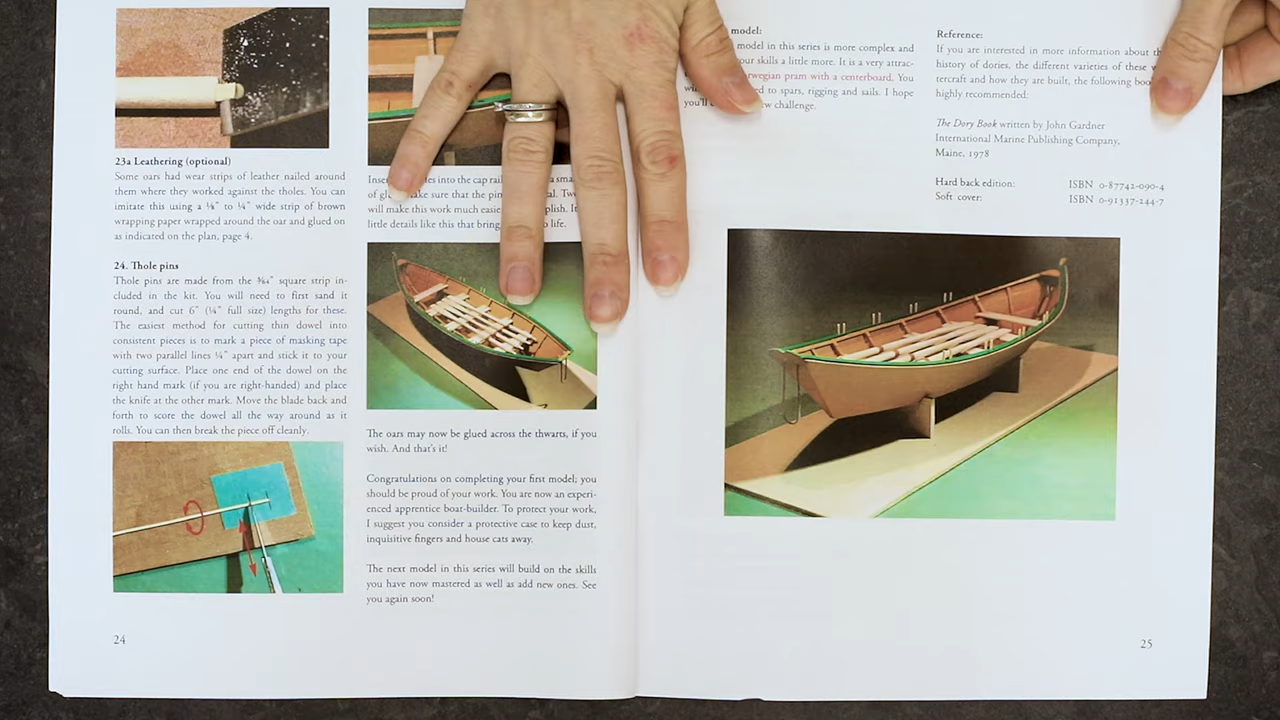 23a Leathering (optional)
Some oars had wear strips of leather nailed around
them where they worked against the tholes. You can
imitate this using a ⅛" to ¼" wide strip of brown
wrapping paper wrapped around the oar and glued on
as indicated on the plan, page 4.
24. Thole pins
Thole pins are made from the square strip in-
cluded in the kit. You will need to first sand it
round, and cut 6" (¼" full size) lengths for these.
The easiest method for cutting thin dowel into
consistent pieces is to mark a piece of masking tape
with two parallel lines ¼" apart and stick it to your
cutting surface. Place one end of the dowel on the
right hand mark (if you are right-handed) and place
the knife at the other mark. Move the blade back and
forth to score the dowel all the way around as it
rolls. You can then break the piece off cleanly.
24
into the cap
of sure that the
will make this work much
little details like this that bring life.
The oars may now be glued across the thwarts, if you
wish. And that's it!
Congratulations on completing your first model; you
should be proud of your work. You are now an experi-
enced apprentice boat-builder. To protect your work,
I suggest you consider a protective case to keep dust,
inquisitive fingers and house cats away.
The next model in this series will build on the skills
you have now mastered as well as add new ones. See
you again soon!
model:
model in this series is more complex and
your skills a little more. It is a very attrac-
pram with a centerboard. You
to spars, rigging and sails. I hope
challenge.
Reference:
If you are interested in more information about
history of dories, the different varieties of these
and how they are built, the following
highly recommended:
The Dory Book written by John Gardner
International Marine Publishing Company,
Maine, 1978
Hard back edition: ISBN 0-87742-090-4
Soft cover: ISBN 0-91337-244-7
25